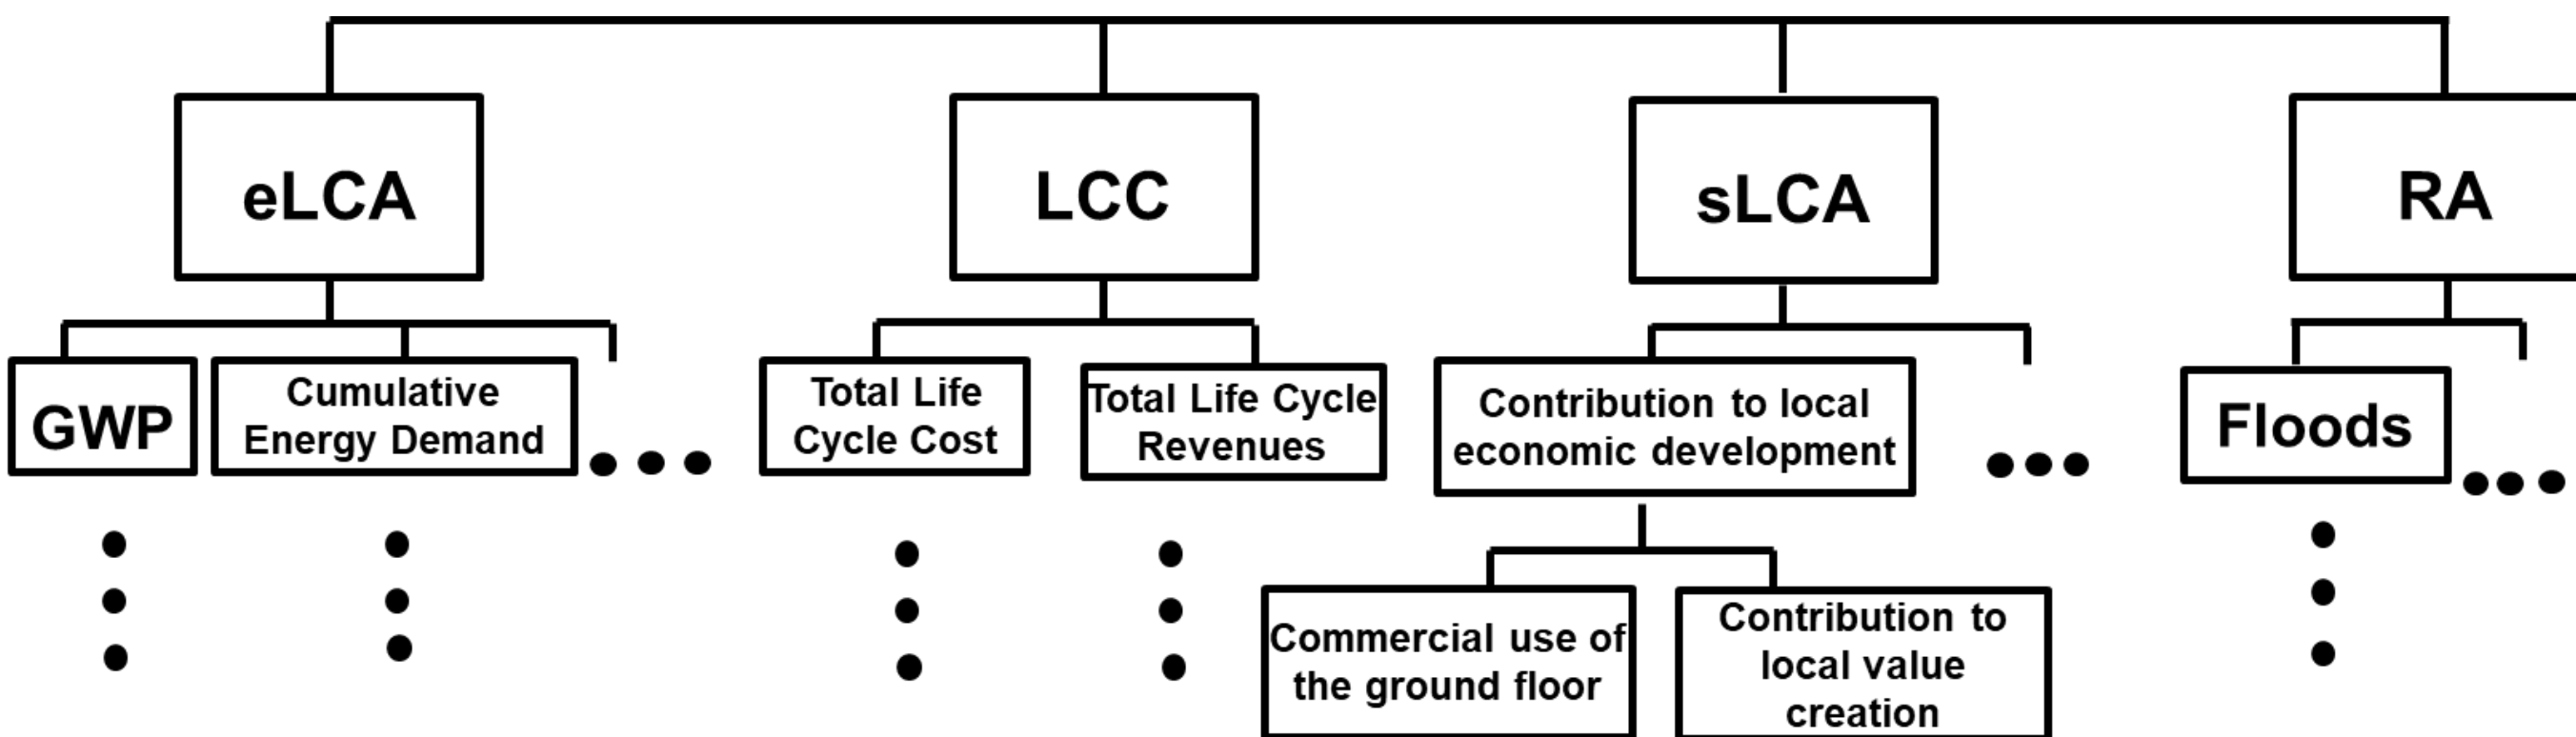 eLCA
LCC
sLCA
RA
GWP
Cumulative
Energy Demand
Total Life
Cycle Cost
Total Life Cycle
Revenues
Contribution to local
economic development
Floods
Commercial use of
the ground floor
Contribution to
local value
creation